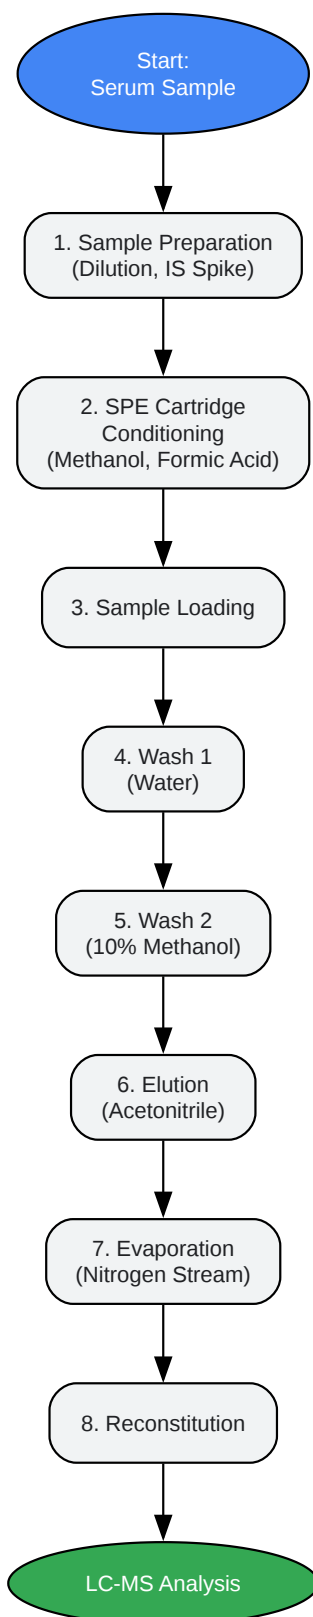 Start:
Serum Sample
1. Sample Preparation
(Dilution, IS Spike)
2. SPE Cartridge
Conditioning
(Methanol, Formic Acid)
3. Sample Loading
4. Wash 1
(Water)
5. Wash 2
(10% Methanol)
6. Elution
(Acetonitrile)
7. Evaporation
(Nitrogen Stream)
8. Reconstitution
LC-MS Analysis